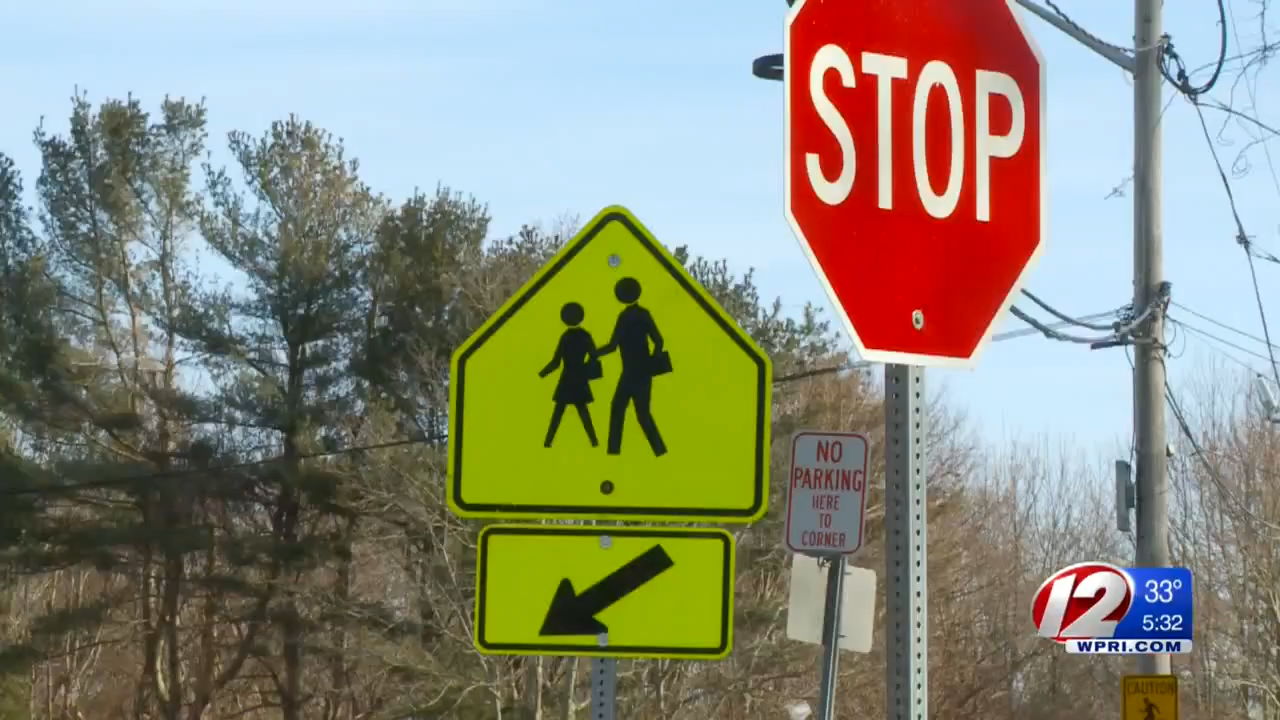 STOP
NO
PARKING
HERE
TO
CORNER
12
33°
5:32
WPRI.COM
CAUTION